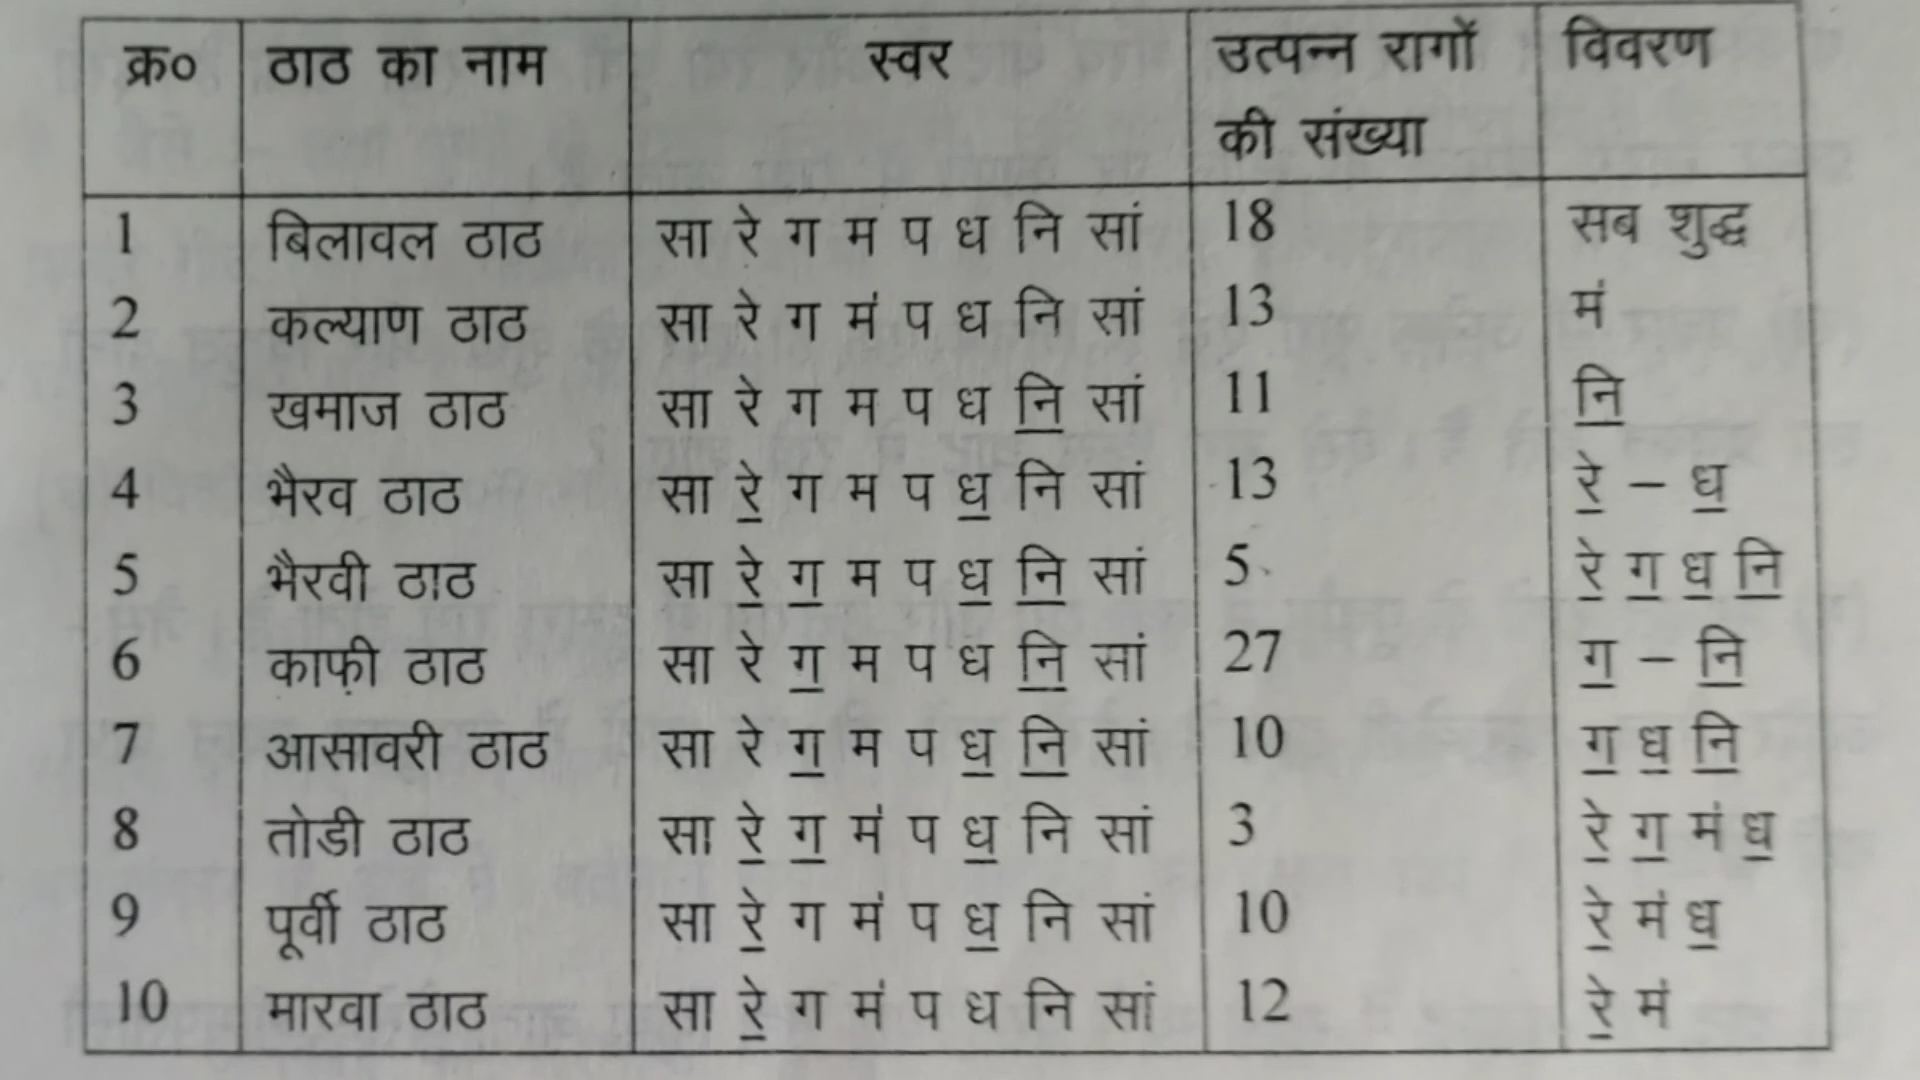 क्र० ठाठ का नाम स्वर उत्पन्न रागों विवरण
की संख्या
1 बिलावल ठाठ सा रे ग म प ध नि सां 18 सब शुद्ध
2 कल्याण ठाठ सा रे ग म॑ प ध नि सां 13 म॑
3 खमाज ठाठ सा रे ग म प ध नि॒ सां 11 नि॒
4 भैरव ठाठ सा रे॒ ग म प ध॒ नि सां 13 रे॒ – ध॒
5 भैरवी ठाठ सा रे॒ ग॒ म प ध॒ नि॒ सां 5 रे॒ ग॒ ध॒ नि॒
6 काफ़ी ठाठ सा रे ग॒ म प ध नि॒ सां 27 ग॒ – नि॒
7 आसावरी ठाठ सा रे ग॒ म प ध॒ नि॒ सां 10 ग॒ ध॒ नि॒
8 तोडी ठाठ सा रे॒ ग॒ म॑ प ध॒ नि सां 3 रे॒ ग॒ म॑ ध॒
9 पूर्वी ठाठ सा रे॒ ग म॑ प ध॒ नि सां 10 रे॒ म॑ ध॒
10 मारवा ठाठ सा रे॒ ग म॑ प ध नि सां 12 रे॒ म॑